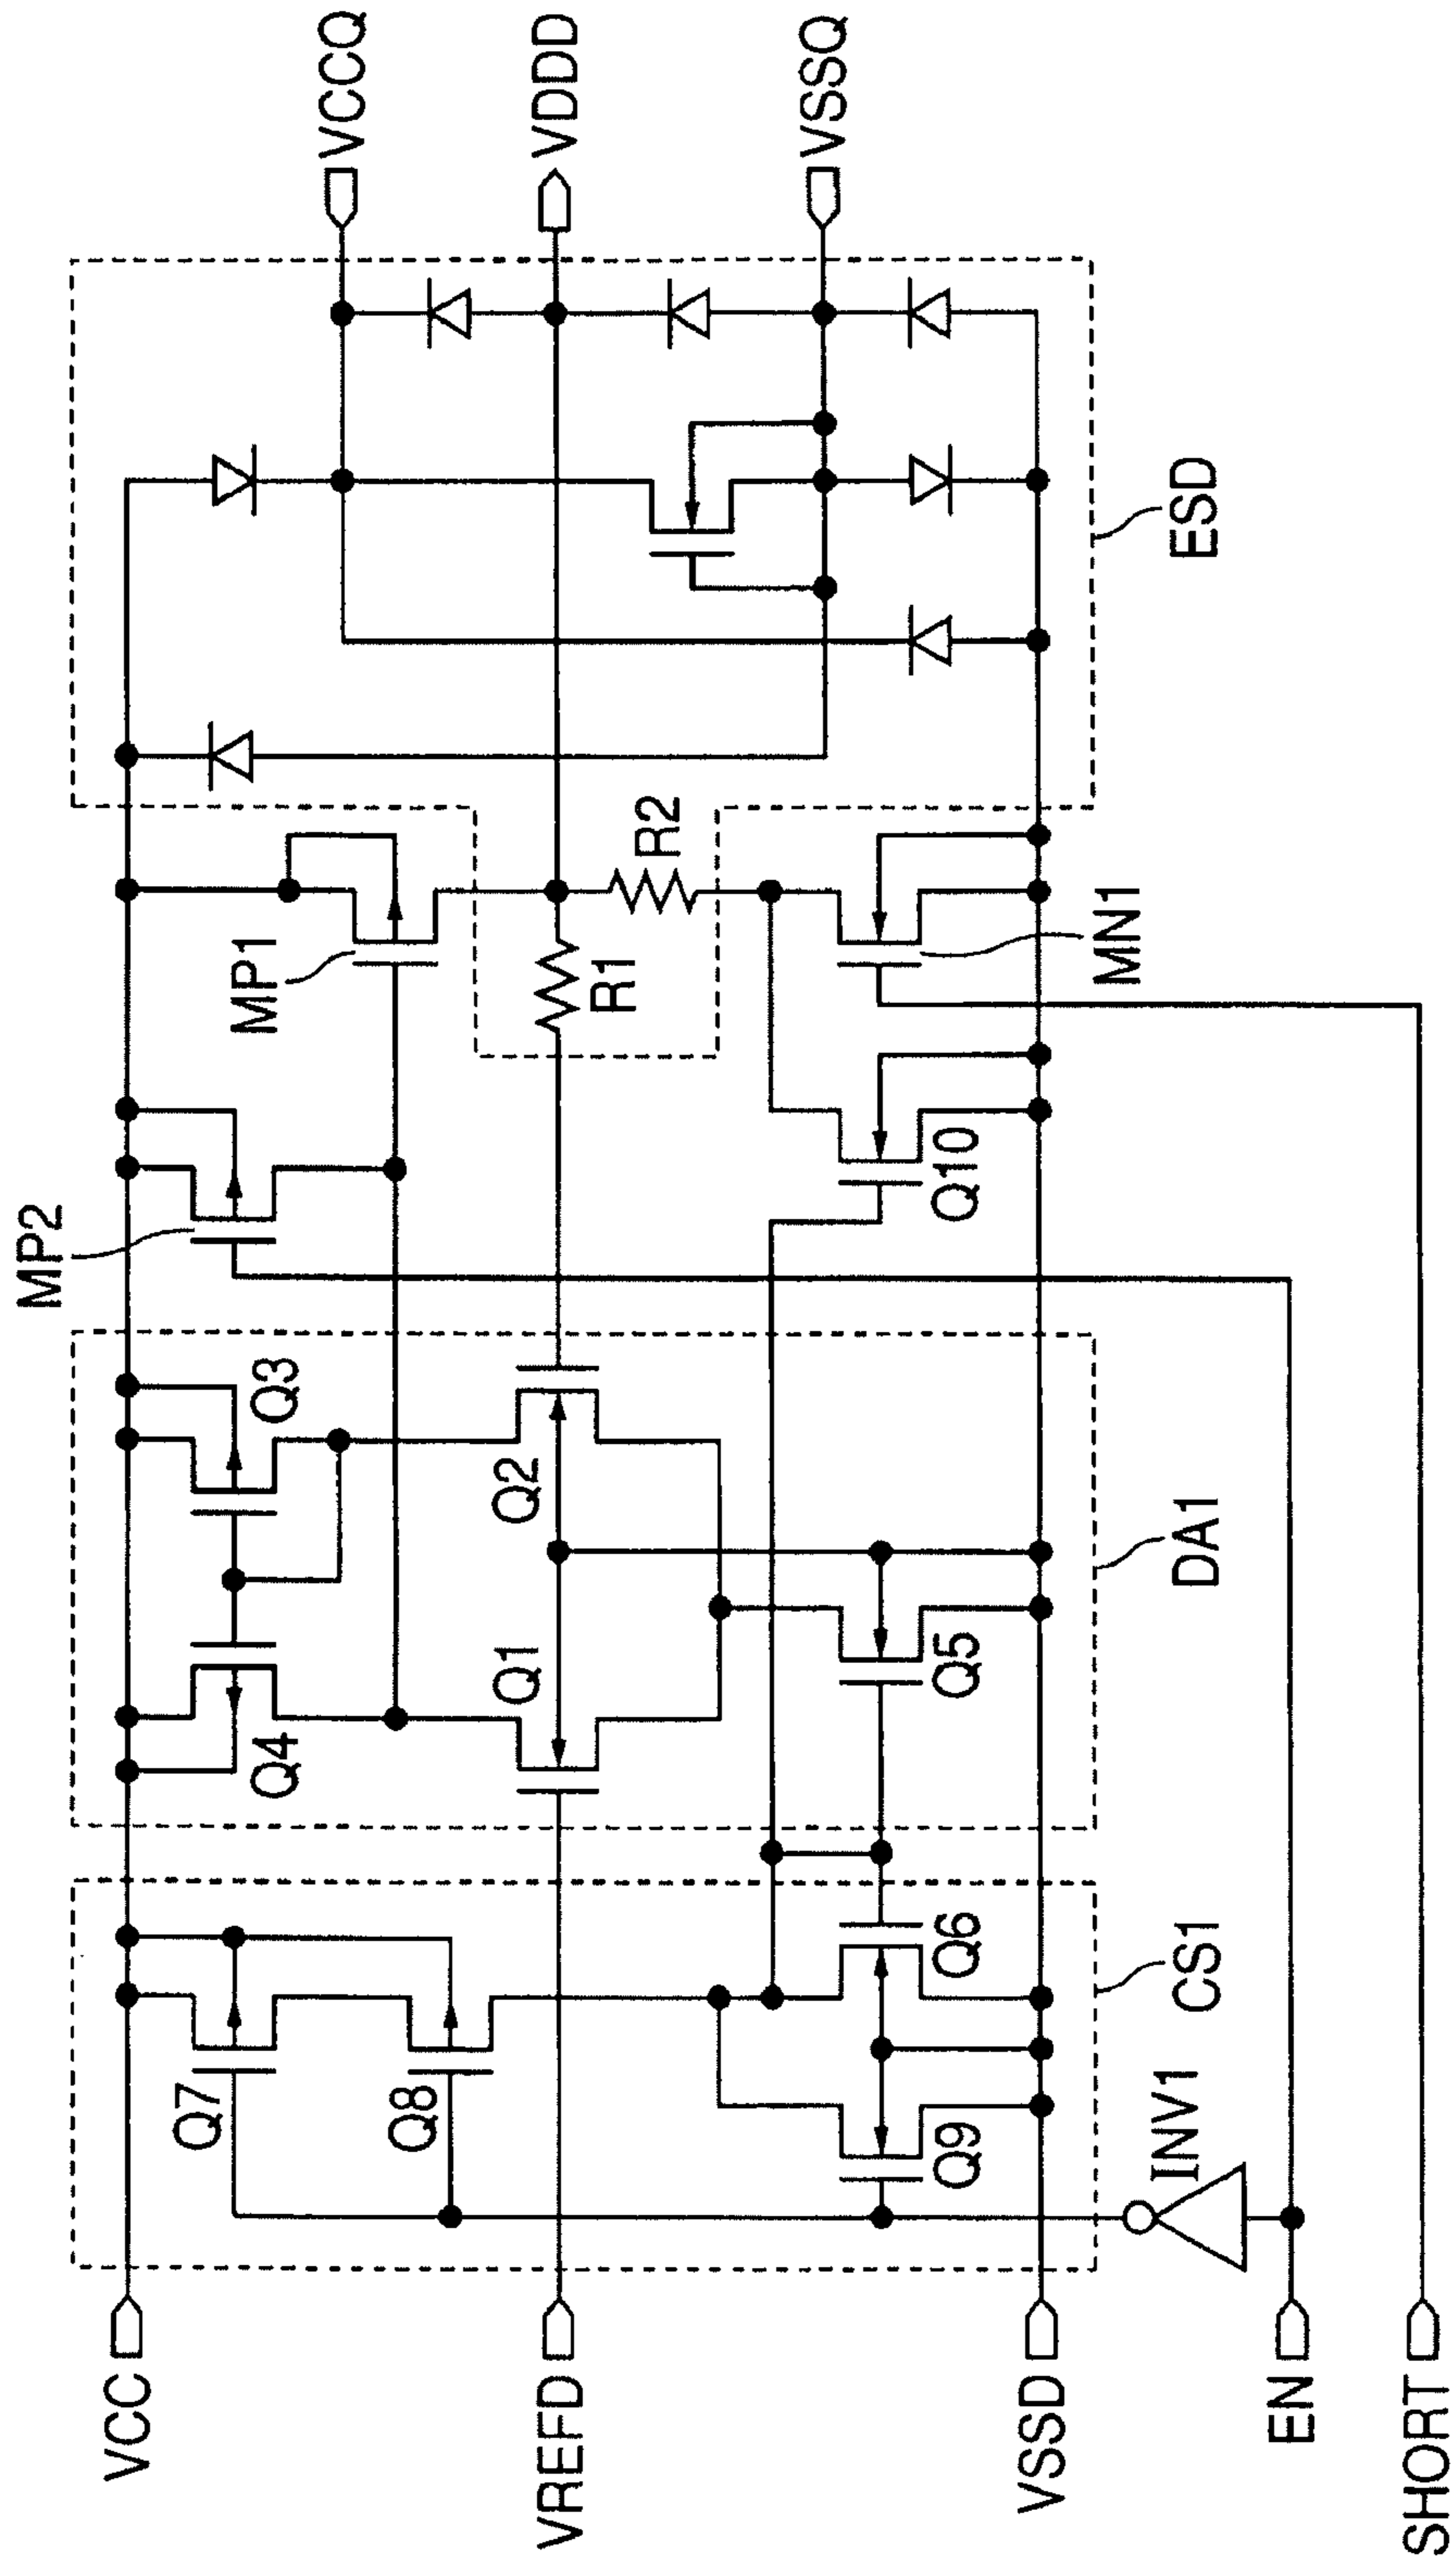 VCC
VREFD
VSSD
EN
SHORT
Q7
Q8
Q9
Q6
INV1
CS1
Q4
Q3
Q1
Q2
Q5
DA1
MP2
MP1
Q10
MN1
R1
R2
ESD
VCCQ
VDDD
VSSQ